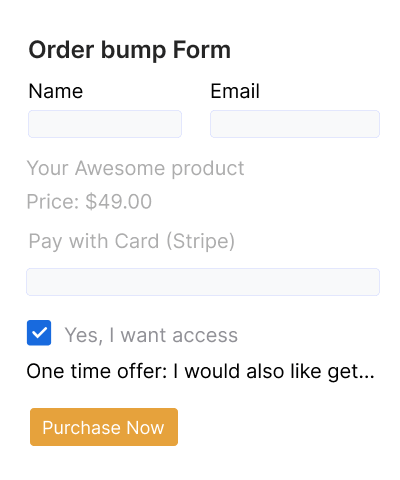 Order bump Form
Name Email
Your Awesome product
Price: $49.00
Pay with Card (Stripe)
Yes, I want access
One time offer: I would also like get...
Purchase Now